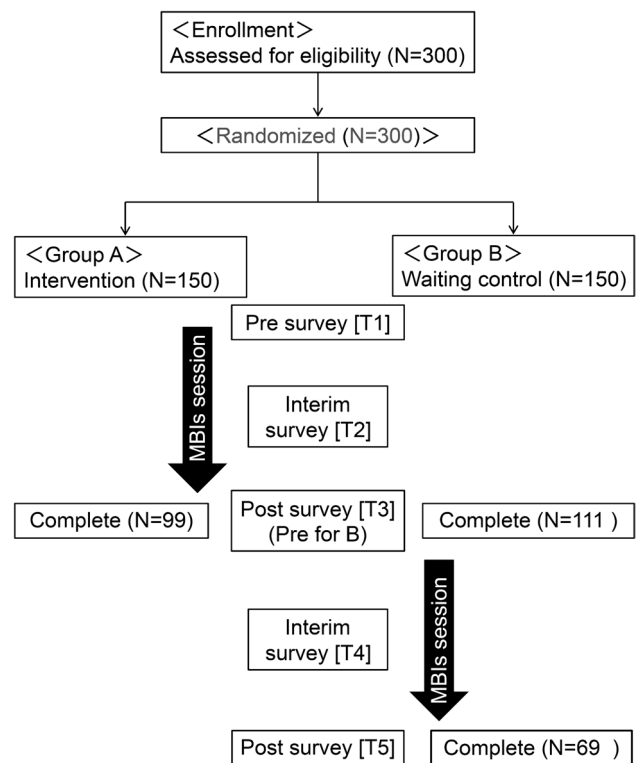 ＜Enrollment＞
Assessed for eligibility (N=300)
＜Randomized (N=300)＞
＜Group A＞
Intervention (N=150)
＜Group B＞
Waiting control (N=150)
Pre survey [T1]
MBIs session
Interim
survey [T2]
Complete (N=99)
Post survey [T3]
(Pre for B)
Complete (N=111 )
Interim
survey [T4]
MBIs session
Post survey [T5]
Complete (N=69 )